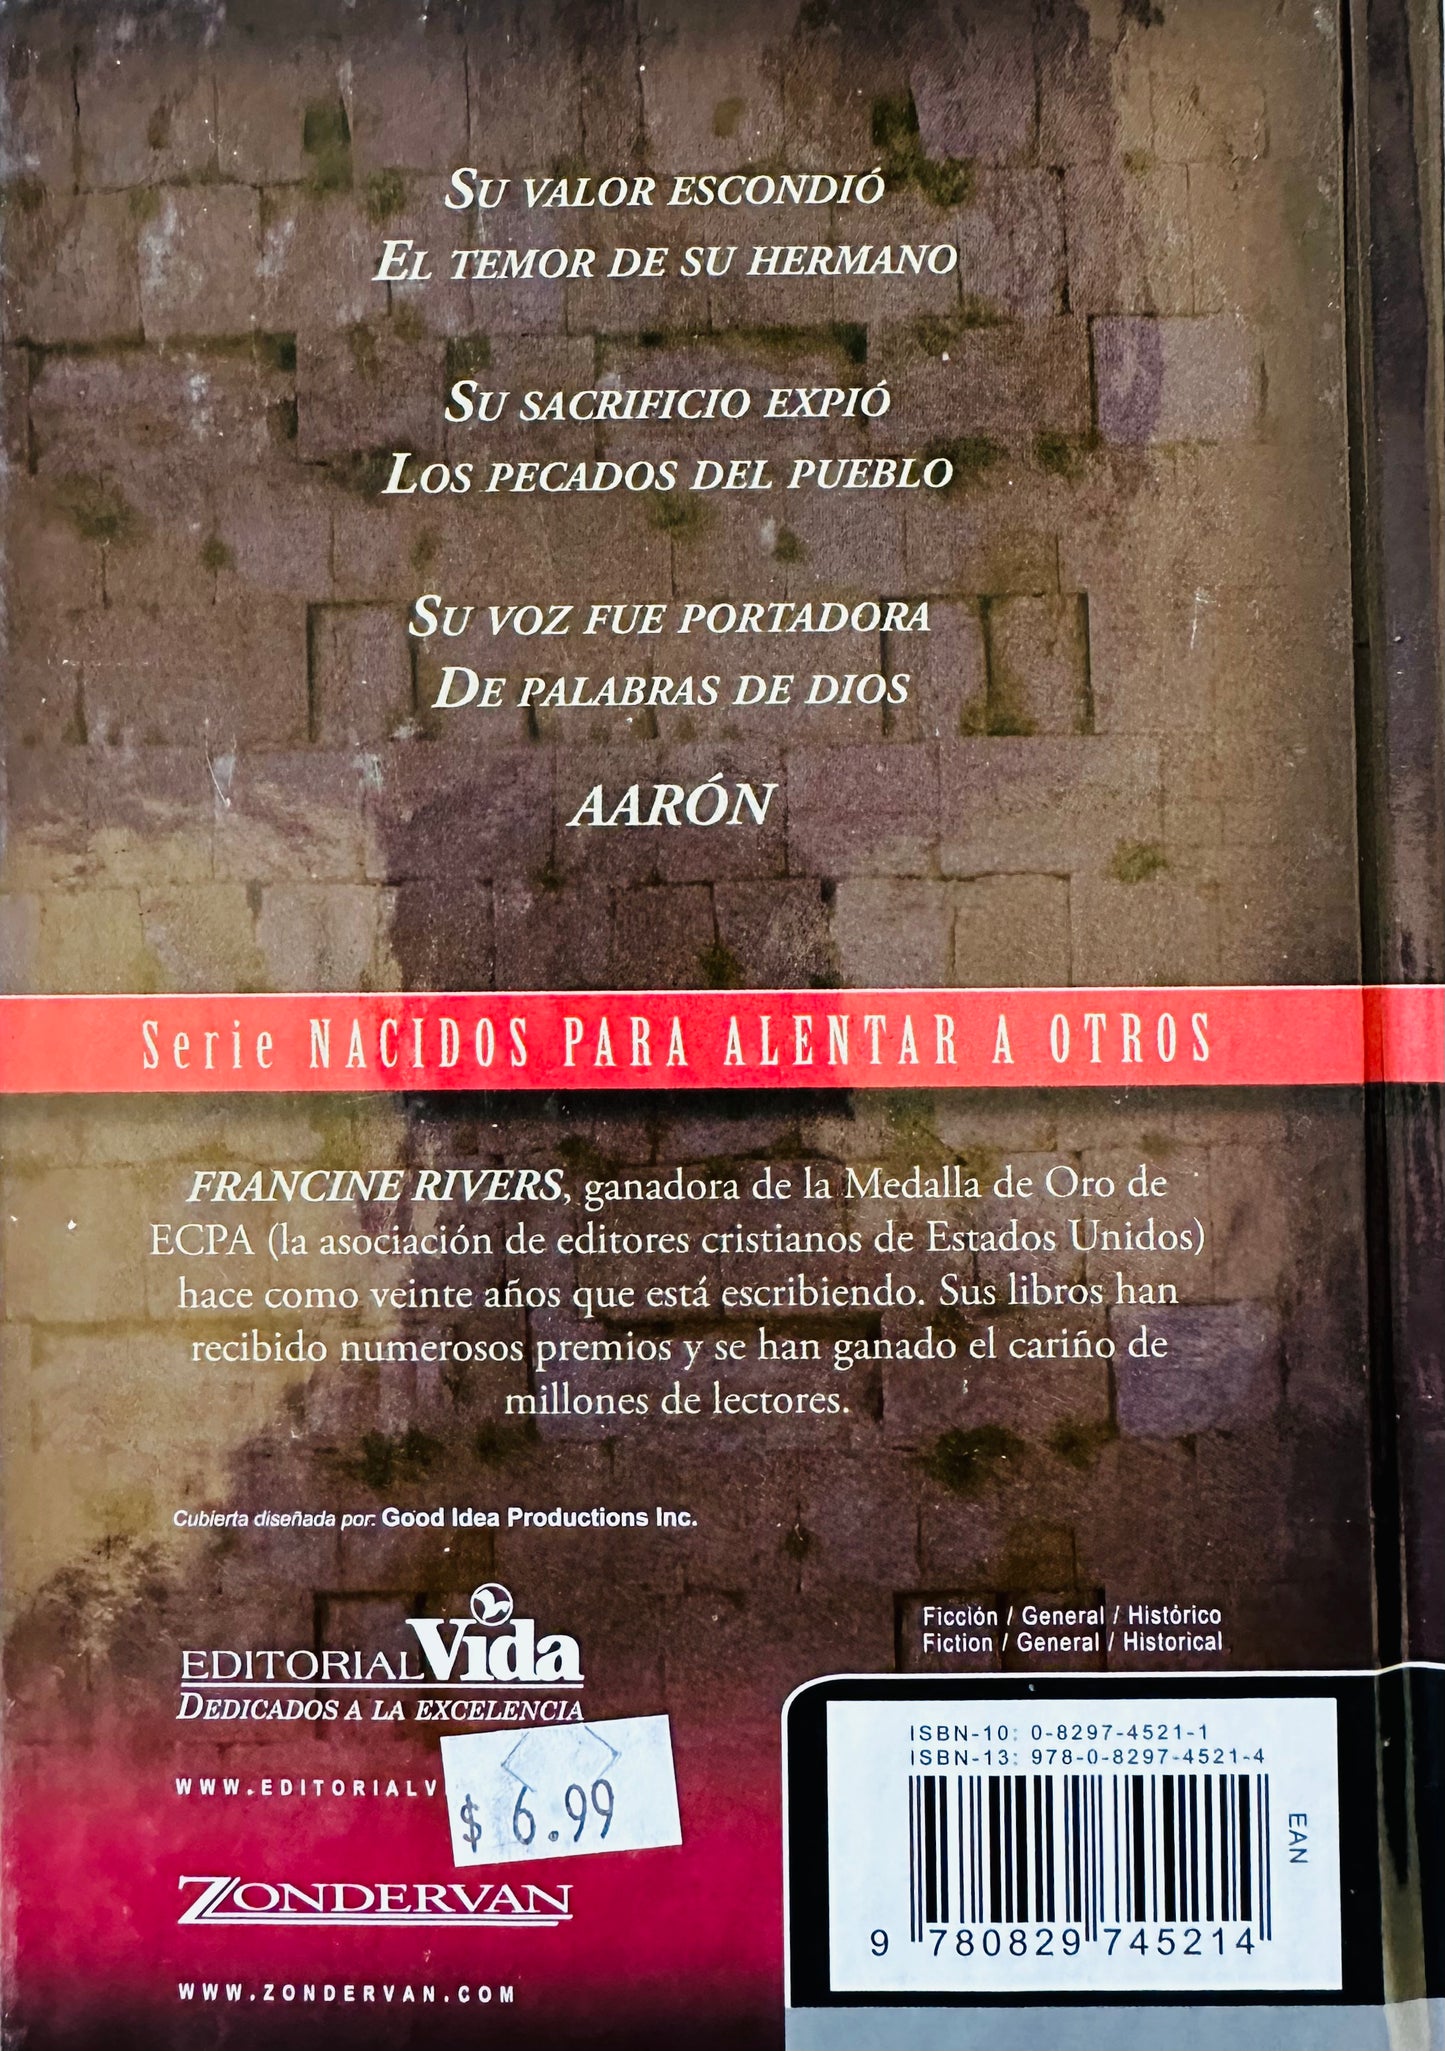 SU VALOR ESCONDIÓ
EL TEMOR DE SU HERMANO
SU SACRIFICIO EXPIÓ
LOS PECADOS DEL PUEBLO
SU VOZ FUE PORTADORA
DE PALABRAS DE DIOS
AARÓN
Serie NACIDOS PARA ALENTAR A OTROS
FRANCINE RIVERS, ganadora de la Medalla de Oro de
ECPA (la asociación de editores cristianos de Estados Unidos)
hace como veinte años que está escribiendo. Sus libros han
recibido numerosos premios y se han ganado el cariño de
millones de lectores.
Cubierta diseñada por: Good Idea Productions Inc.
EDITORIAL Vida
DEDICADOS A LA EXCELENCIA
WWW.EDITORIALV
$ 6.99
ZONDERVAN
WWW.ZONDERVAN.COM
Ficción / General / Histórico
Fiction / General / Historical
ISBN-10: 0-8297-4521-1
ISBN-13: 978-0-8297-4521-4
EAN
9 780829 745214